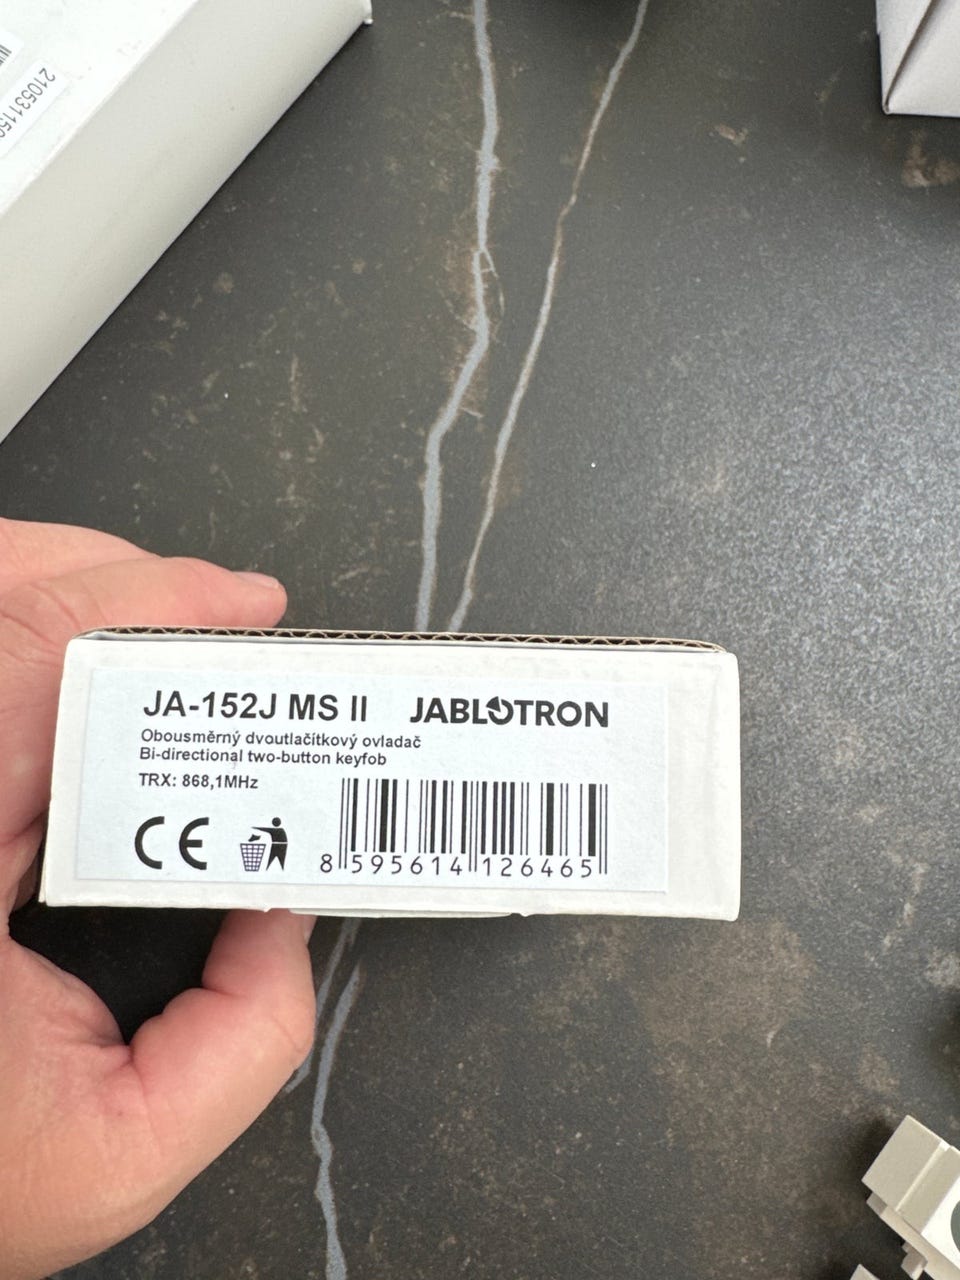 210531150
JA-152J MS II JABLOTRON
Obousměrný dvoutlačítkový ovladač
Bi-directional two-button keyfob
TRX: 868,1MHz
CE
8 595614 126465